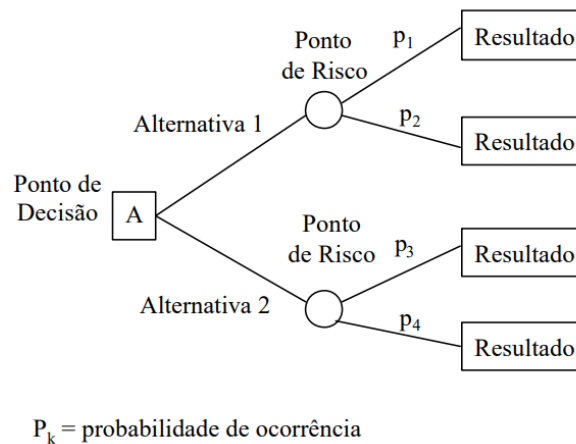 Ponto
de Risco
p1
Resultado
p2
Resultado
Alternativa 1
Ponto de
Decisão
A
Ponto
de Risco
p3
Resultado
Alternativa 2
p4
Resultado
Pk = probabilidade de ocorrência